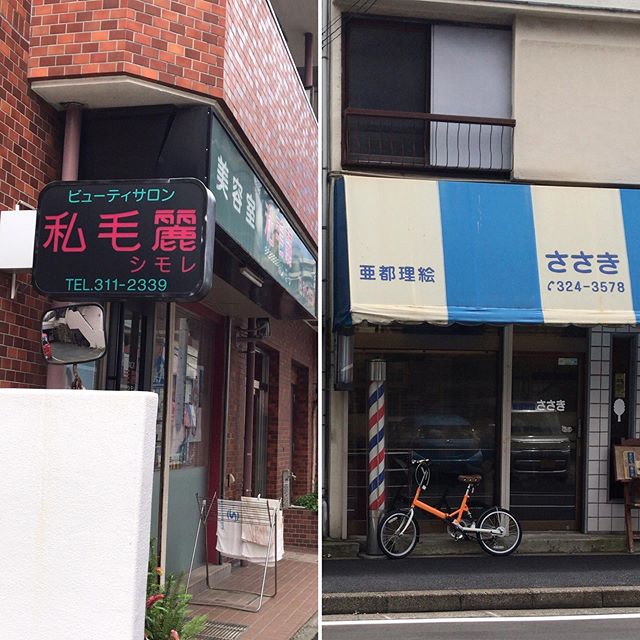 ビューティサロン
私毛麗
シモレ
TEL.311-2339
美容室
亜都理絵
ささき
324-3578
ささき